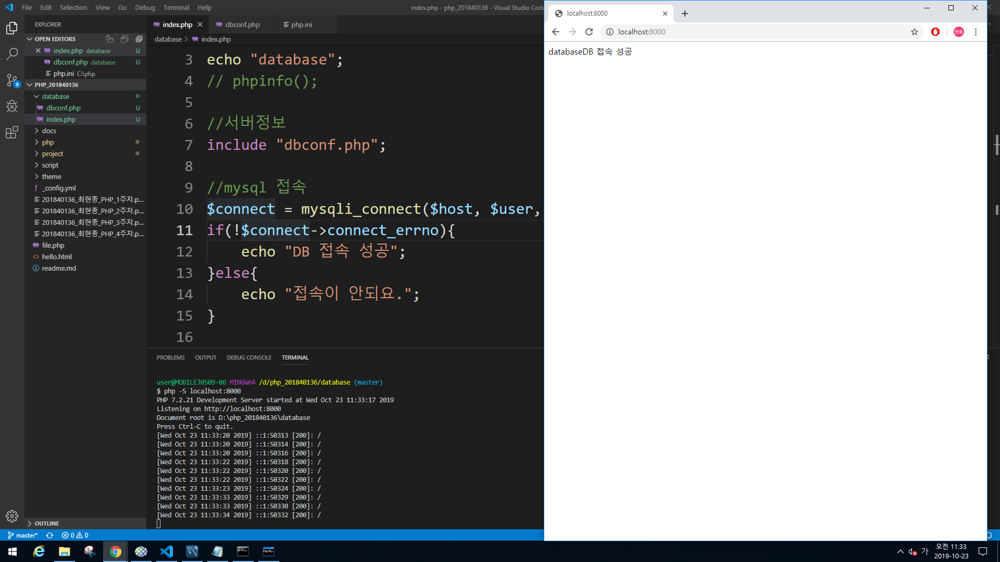 File Edit Selection View Go Debug Terminal Help
index.php - php_201840136 - Visual Studio Code
EXPLORER
OPEN EDITORS
index.php database U
dbconf.php database U
php.ini C:\php
PHP_201840136
database
dbconf.php U
index.php U
docs
php
project
script
theme
_config.yml
201840136_최현종_PHP_1주차.p...
201840136_최현종_PHP_2주차.p...
201840136_최현종_PHP_3주차.p...
201840136_최현종_PHP_4주차.p...
file.php
hello.html
readme.md
OUTLINE
9
index.php
dbconf.php
php.ini
database > index.php
3 echo "database";
4 // phpinfo();
5
6 //서버정보
7 include "dbconf.php";
8
9 //mysql 접속
10 $connect = mysqli_connect($host, $user,
11 if(!$connect->connect_errno){
12 echo "DB 접속 성공";
13 }else{
14 echo "접속이 안되요.";
15 }
16
PROBLEMS OUTPUT DEBUG CONSOLE TERMINAL
user@MOBILEJ0509-06 MINGW64 /d/php_201840136/database (master)
$ php -S localhost:8000
PHP 7.2.21 Development Server started at Wed Oct 23 11:33:17 2019
Listening on http://localhost:8000
Document root is D:\php_201840136\database
Press Ctrl-C to quit.
[Wed Oct 23 11:33:20 2019] ::1:50313 [200]: /
[Wed Oct 23 11:33:20 2019] ::1:50314 [200]: /
[Wed Oct 23 11:33:20 2019] ::1:50316 [200]: /
[Wed Oct 23 11:33:22 2019] ::1:50318 [200]: /
[Wed Oct 23 11:33:22 2019] ::1:50320 [200]: /
[Wed Oct 23 11:33:22 2019] ::1:50322 [200]: /
[Wed Oct 23 11:33:23 2019] ::1:50324 [200]: /
[Wed Oct 23 11:33:33 2019] ::1:50329 [200]: /
[Wed Oct 23 11:33:33 2019] ::1:50330 [200]: /
[Wed Oct 23 11:33:34 2019] ::1:50332 [200]: /
master* 0 0
localhost:8000
localhost:8000
현종
databaseDB 접속 성공
가
오전 11:33
2019-10-23